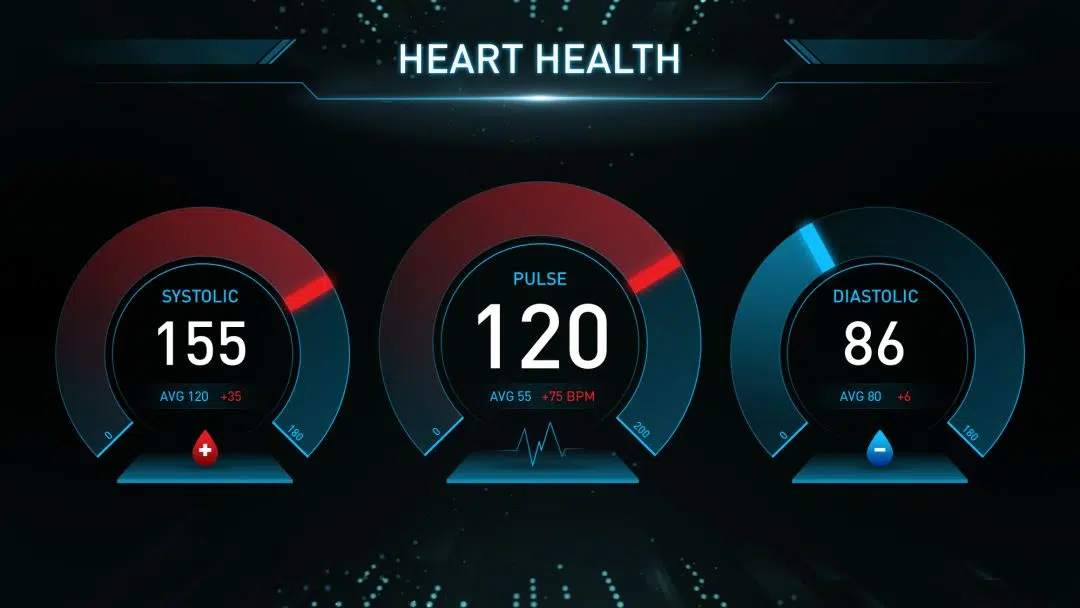 HEART HEALTH
SYSTOLIC
155
AVG 120 +35
0
180
PULSE
120
AVG 55 +75 BPM
0
200
DIASTOLIC
86
AVG 80 +6
0
180